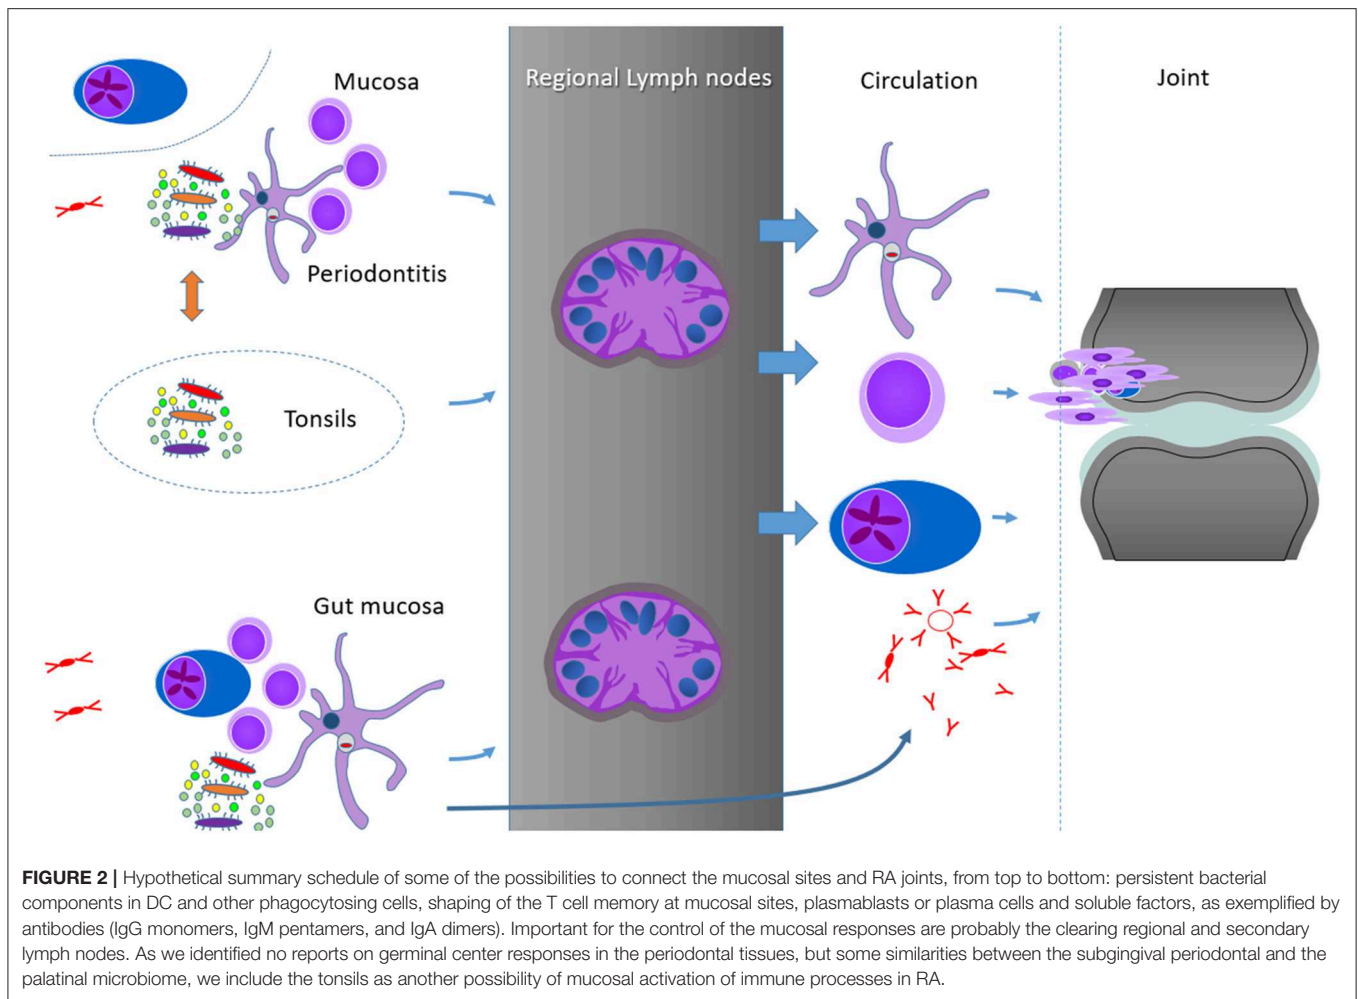 Mucosa
Regional Lymph nodes
Circulation
Joint
Periodontitis
Tonsils
Gut mucosa
FIGURE 2 | Hypothetical summary schedule of some of the possibilities to connect the mucosal sites and RA joints, from top to bottom: persistent bacterial
components in DC and other phagocytosing cells, shaping of the T cell memory at mucosal sites, plasmablasts or plasma cells and soluble factors, as exemplified by
antibodies (IgG monomers, IgM pentamers, and IgA dimers). Important for the control of the mucosal responses are probably the clearing regional and secondary
lymph nodes. As we identified no reports on germinal center responses in the periodontal tissues, but some similarities between the subgingival periodontal and the
palatinal microbiome, we include the tonsils as another possibility of mucosal activation of immune processes in RA.